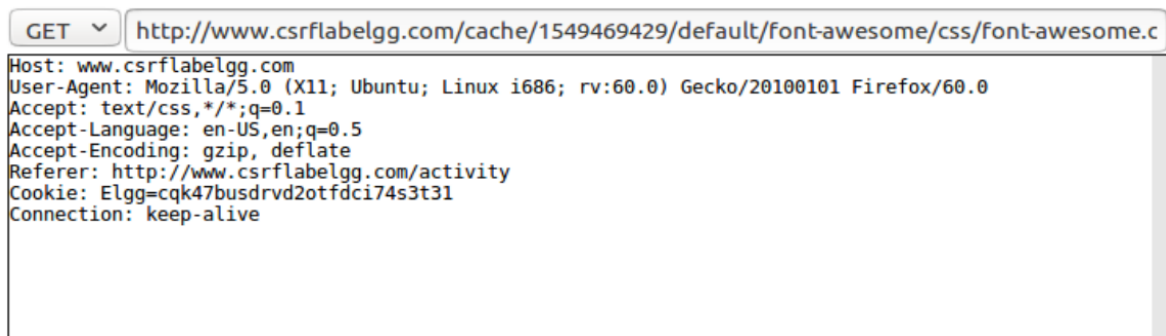 GET http://www.csrflabelgg.com/cache/1549469429/default/font-awesome/css/font-awesome.c
Host: www.csrflabelgg.com
User-Agent: Mozilla/5.0 (X11; Ubuntu; Linux i686; rv:60.0) Gecko/20100101 Firefox/60.0
Accept: text/css,*/*;q=0.1
Accept-Language: en-US,en;q=0.5
Accept-Encoding: gzip, deflate
Referer: http://www.csrflabelgg.com/activity
Cookie: Elgg=cqk47busdrvd2otfdci74s3t31
Connection: keep-alive